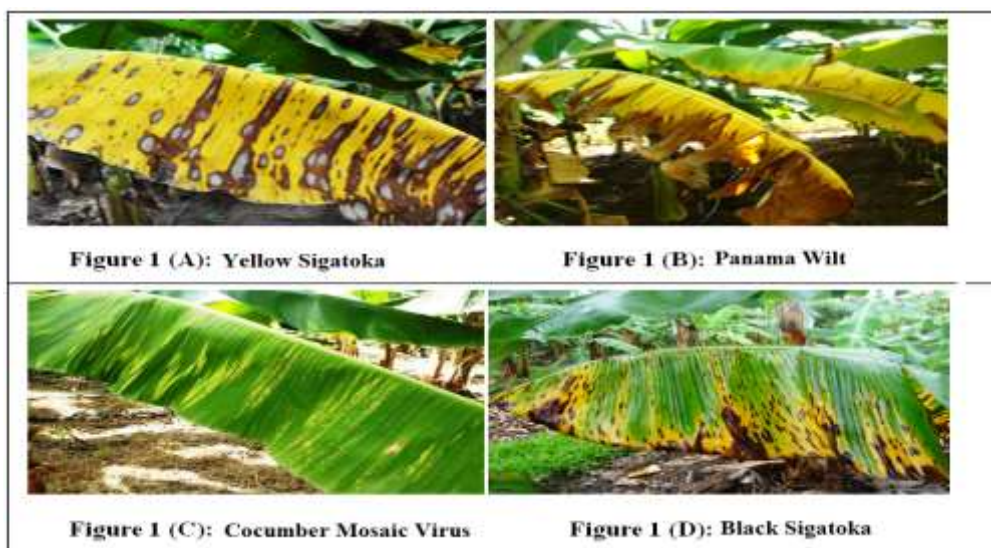 Figure 1 (A): Yellow Sigatoka
Figure 1 (B): Panama Wilt
Figure 1 (C): Cocumber Mosaic Virus
Figure 1 (D): Black Sigatoka